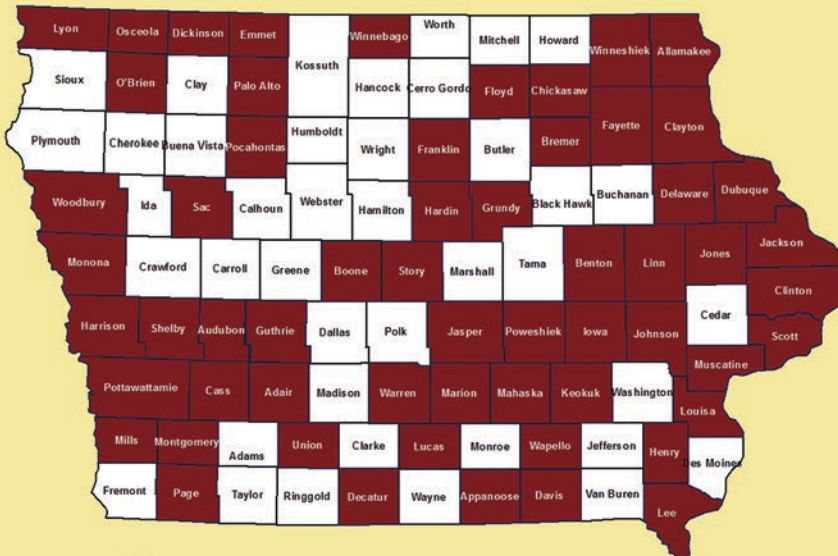 Lyon
Osceola
Dickinson
Emmet
Kossuth
Winnebago
Worth
Mitchell
Howard
Winneshiek
Allamakee
Sioux
O'Brien
Clay
Palo Alto
Hancock
Cerro Gordo
Floyd
Chickasaw
Plymouth
Cherokee
Buena Vista
Pocahontas
Humboldt
Wright
Franklin
Butler
Bremer
Fayette
Clayton
Woodbury
Ida
Sac
Calhoun
Webster
Hamilton
Hardin
Grundy
Black Hawk
Buchanan
Delaware
Dubuque
Monona
Crawford
Carroll
Greene
Boone
Story
Marshall
Tama
Benton
Linn
Jones
Jackson
Clinton
Harrison
Shelby
Audubon
Guthrie
Dallas
Polk
Jasper
Poweshiek
Iowa
Johnson
Cedar
Scott
Muscatine
Pottawattamie
Cass
Adair
Madison
Warren
Marion
Mahaska
Keokuk
Washington
Louisa
Mills
Montgomery
Adams
Union
Clarke
Lucas
Monroe
Wapello
Jefferson
Henry
Des Moines
Fremont
Page
Taylor
Ringgold
Decatur
Wayne
Appanoose
Davis
Van Buren
Lee